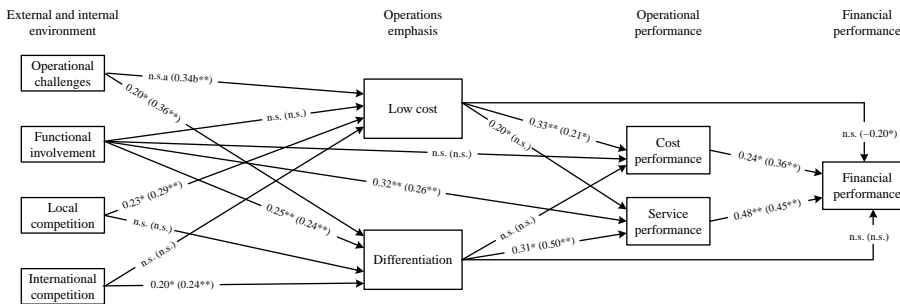 External and internal
environment
Operations
emphasis
Operational
performance
Financial
performance
Operational
challenges
Functional
involvement
Local
competition
International
competition
Low cost
Differentiation
Cost
performance
Service
performance
Financial
performance
n.s.a (0.34b**)
0.20* (0.36**)
n.s. (n.s.)
n.s. (n.s.)
0.32** (0.26**)
0.25** (0.24**)
0.23* (0.29**)
n.s. (n.s.)
n.s. (n.s.)
0.20* (0.24**)
0.33** (0.21*)
0.20* (n.s.)
n.s. (n.s.)
0.31* (0.50**)
n.s. (−0.20*)
0.24* (0.36**)
0.48** (0.45**)
n.s. (n.s.)